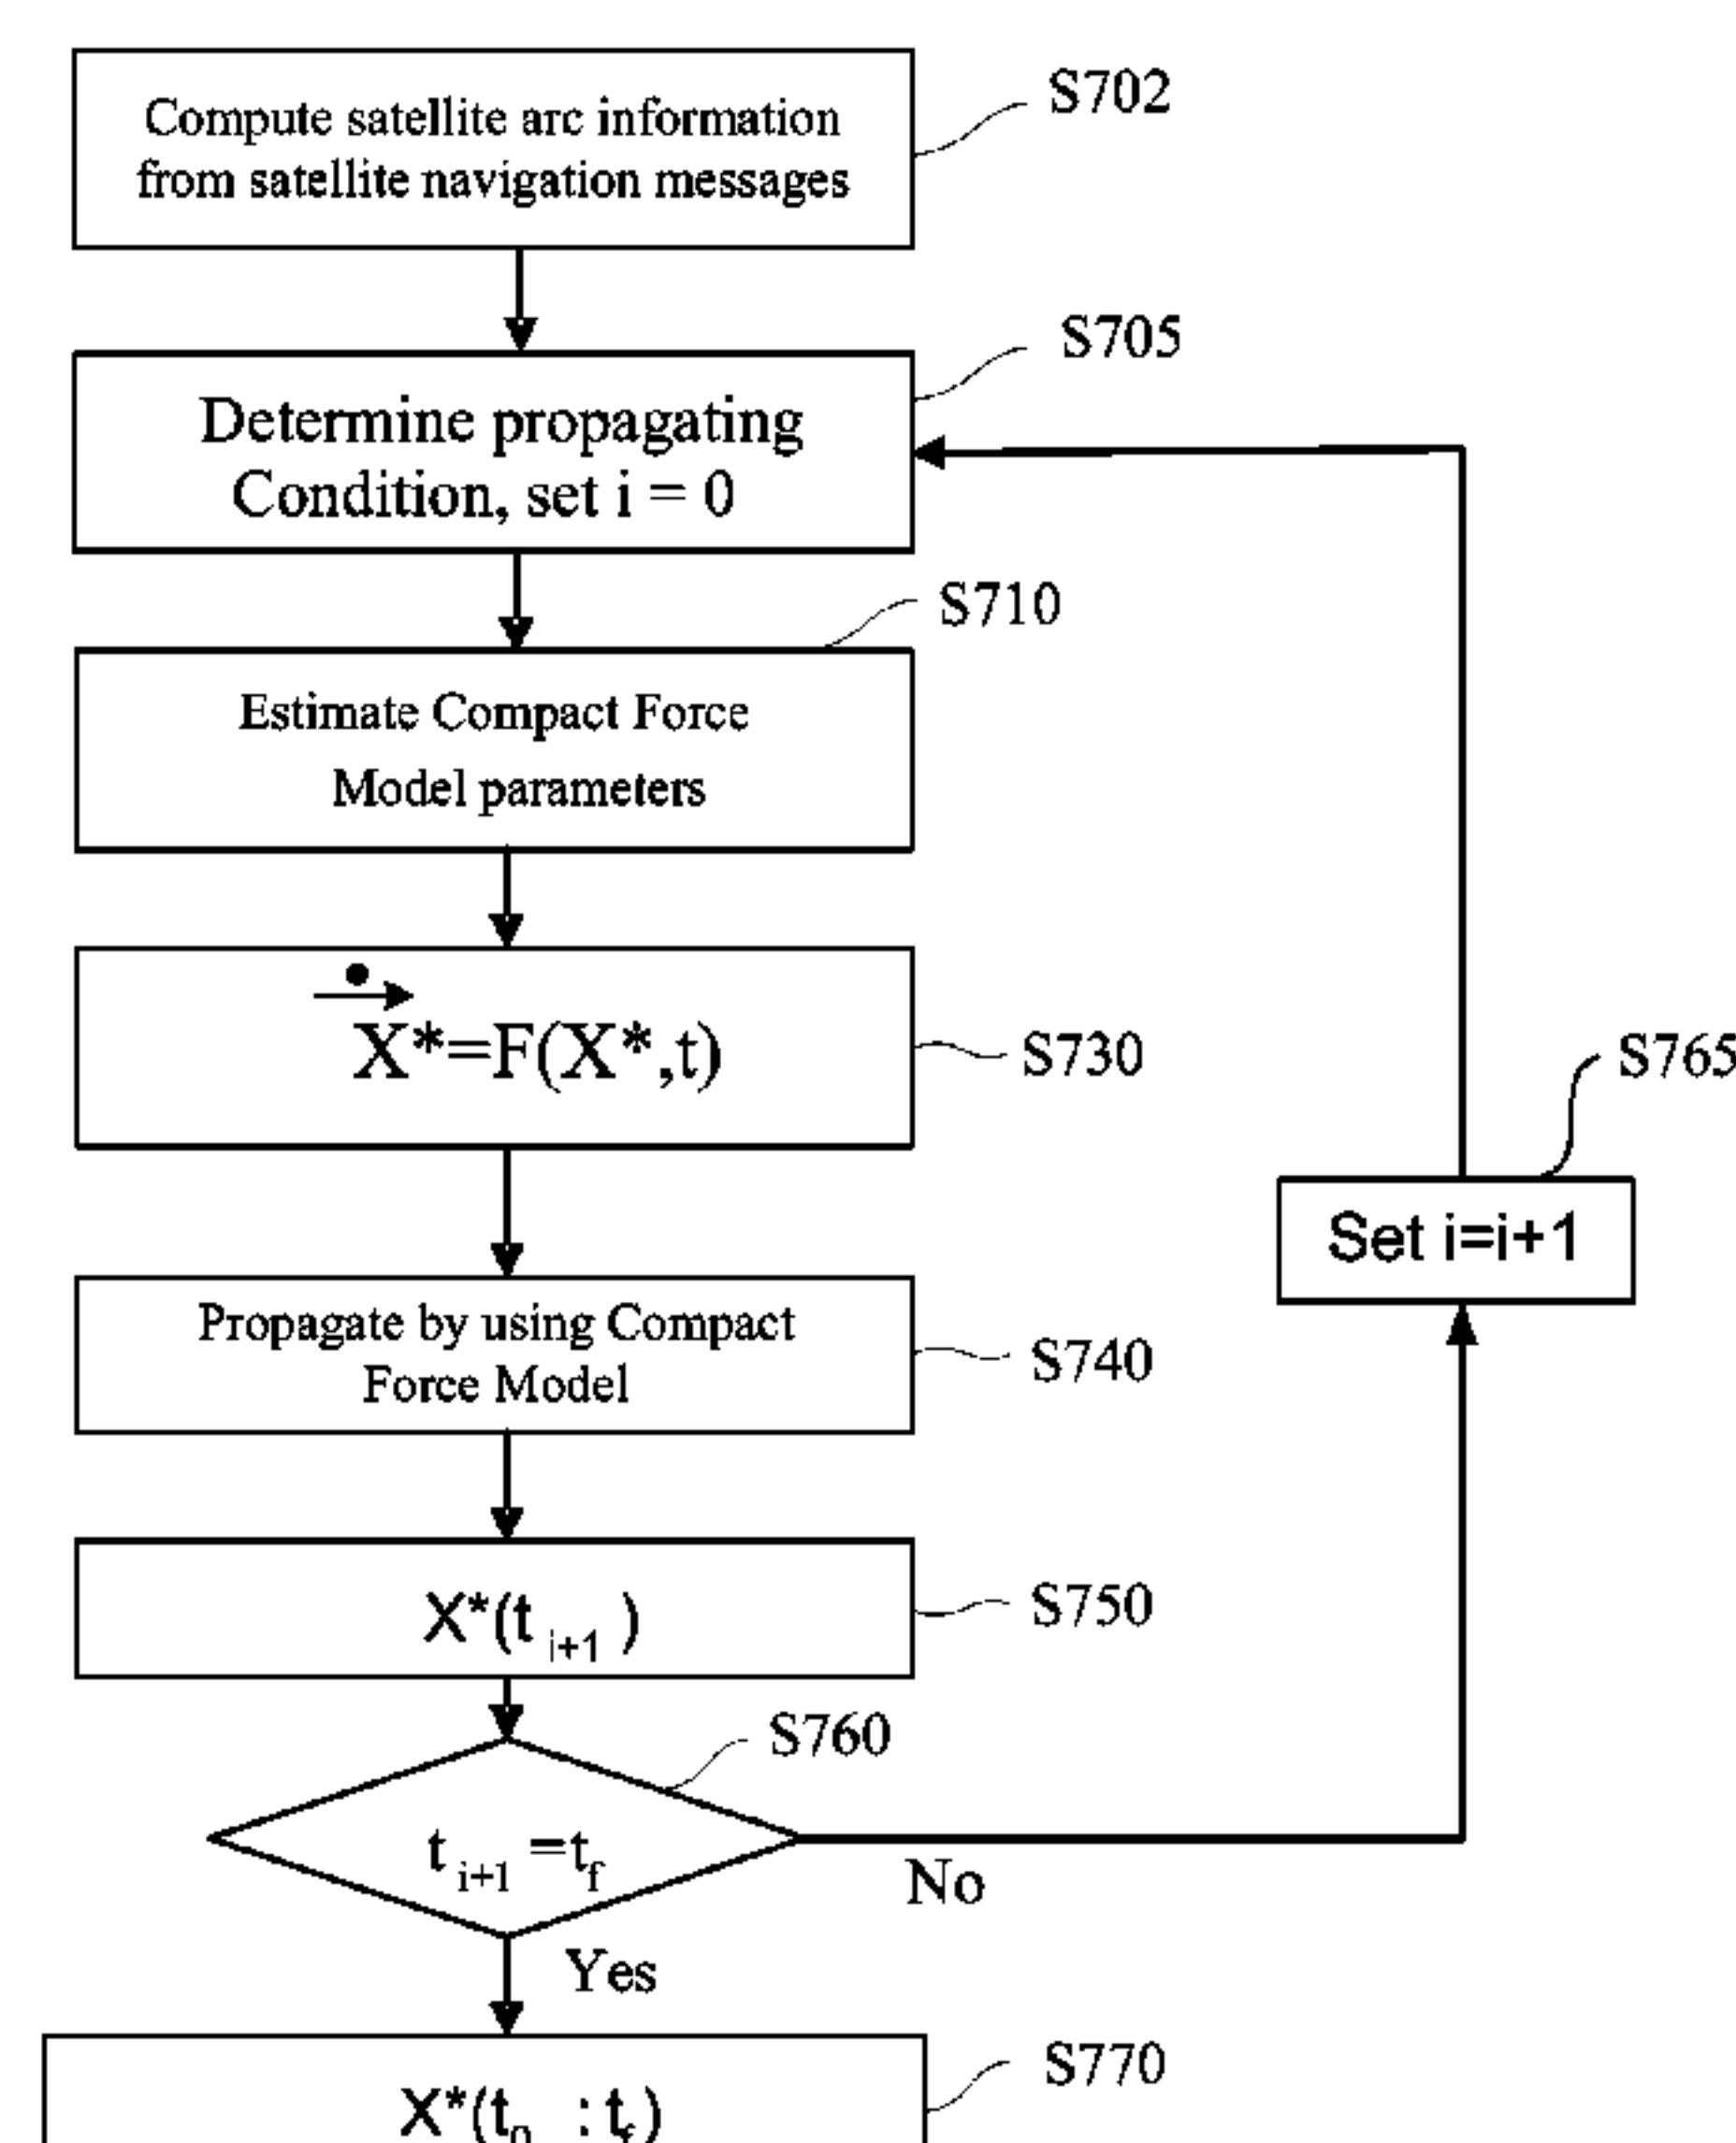 Compute satellite arc information
from satellite navigation messages
S702
Determine propagating
Condition, set i = 0
S705
Estimate Compact Force
Model parameters
S710
X*=F(X*,t)
S730
Set i=i+1
S765
Propagate by using Compact
Force Model
S740
X*(t i+1 )
S750
t i+1 =tf
S760
No
Yes
X*(t0 : tf)
S770